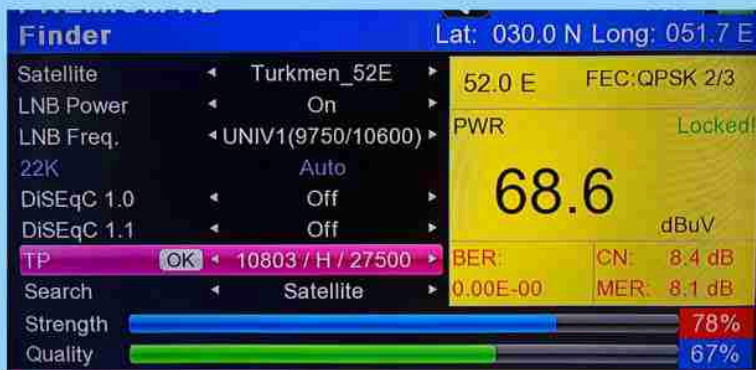 Finder
Lat: 030.0 N Long: 051.7 E
Satellite Turkmen_52E
LNB Power On
LNB Freq. UNIV1(9750/10600)
22K Auto
DiSEqC 1.0 Off
DiSEqC 1.1 Off
TP OK 10803 / H / 27500
Search Satellite
52.0 E FEC:QPSK 2/3
PWR Locked!
68.6
dBuV
BER: CN: 8.4 dB
0.00E-00 MER: 8.1 dB
Strength 78%
Quality 67%